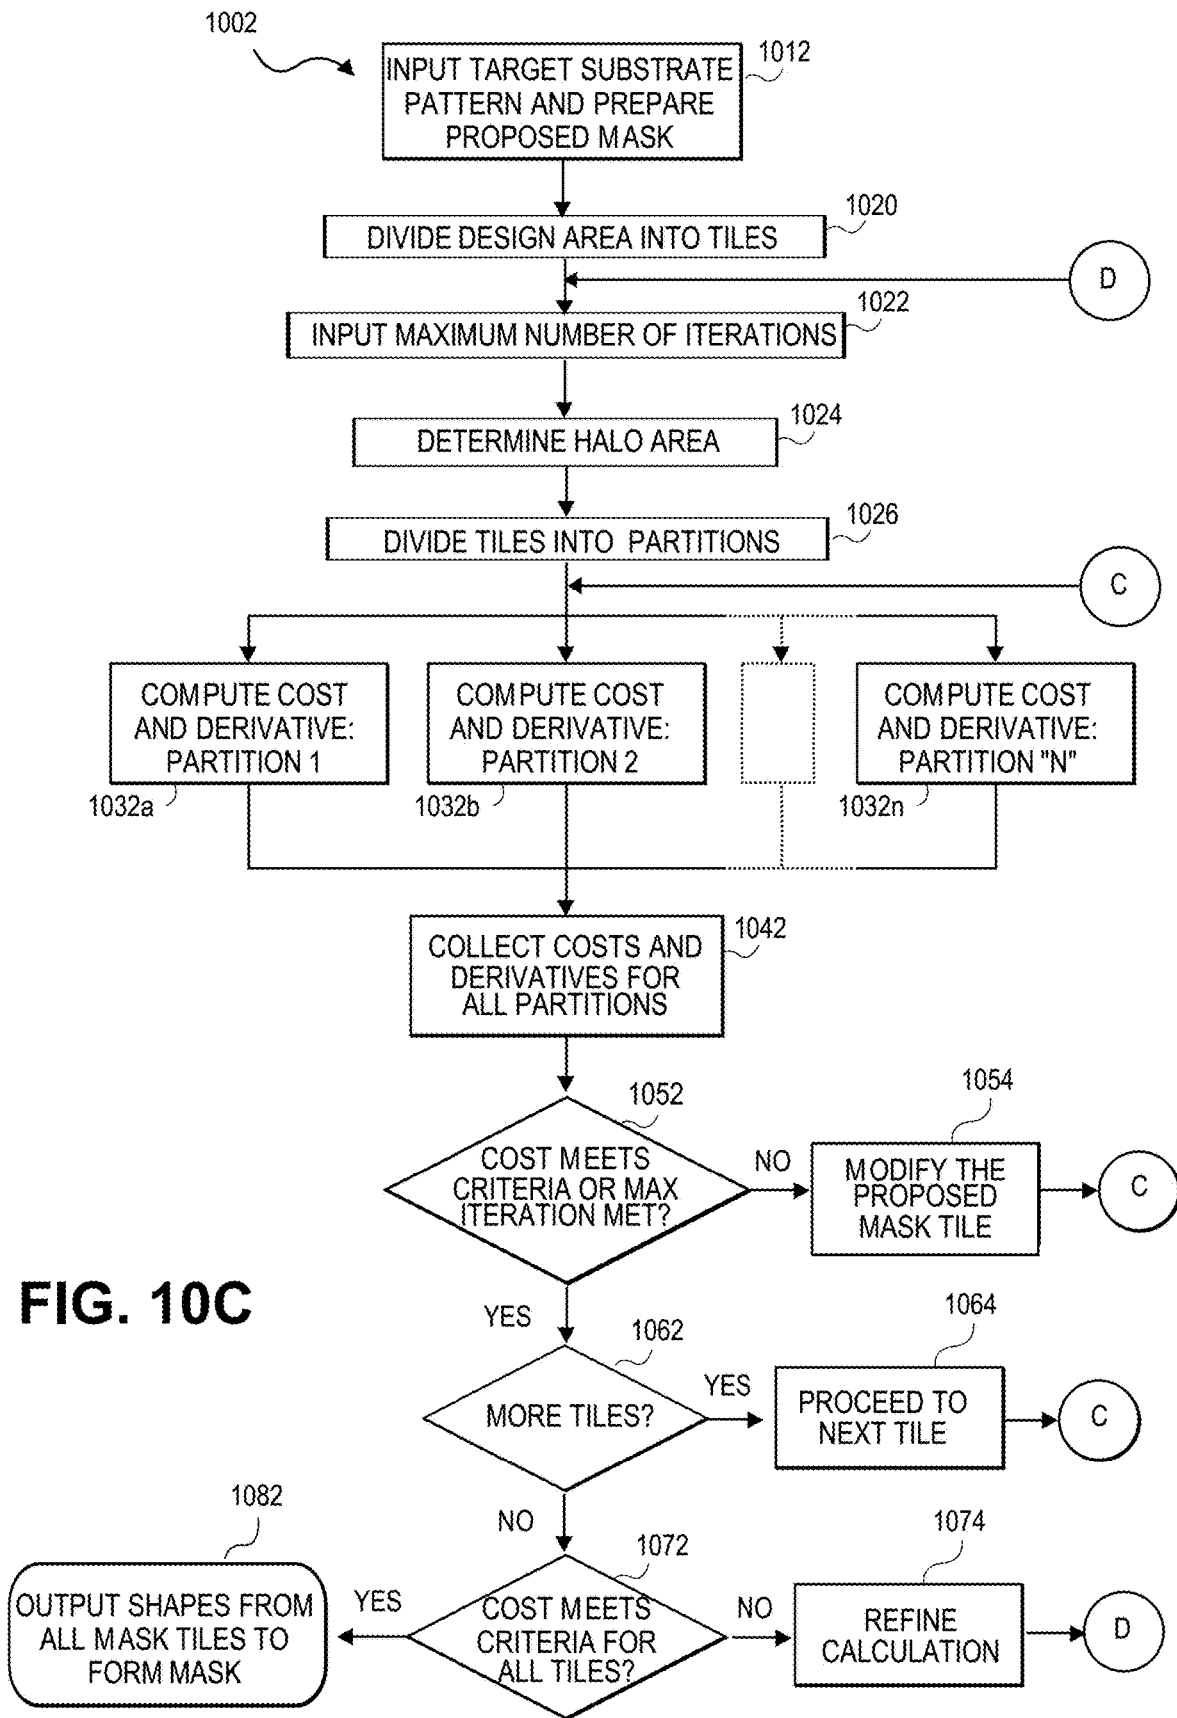 1002
1012
INPUT TARGET SUBSTRATE
PATTERN AND PREPARE
PROPOSED MASK
1020
DIVIDE DESIGN AREA INTO TILES
D
1022
INPUT MAXIMUM NUMBER OF ITERATIONS
1024
DETERMINE HALO AREA
1026
DIVIDE TILES INTO PARTITIONS
C
COMPUTE COST
AND DERIVATIVE:
PARTITION 1
1032a
COMPUTE COST
AND DERIVATIVE:
PARTITION 2
1032b
COMPUTE COST
AND DERIVATIVE:
PARTITION "N"
1032n
1042
COLLECT COSTS AND
DERIVATIVES FOR
ALL PARTITIONS
1052
COST MEETS
CRITERIA OR MAX
ITERATION MET?
NO
1054
MODIFY THE
PROPOSED
MASK TILE
C
FIG. 10C
YES
1062
MORE TILES?
YES
1064
PROCEED TO
NEXT TILE
C
NO
1072
COST MEETS
CRITERIA FOR
ALL TILES?
YES
1082
OUTPUT SHAPES FROM
ALL MASK TILES TO
FORM MASK
NO
1074
REFINE
CALCULATION
D